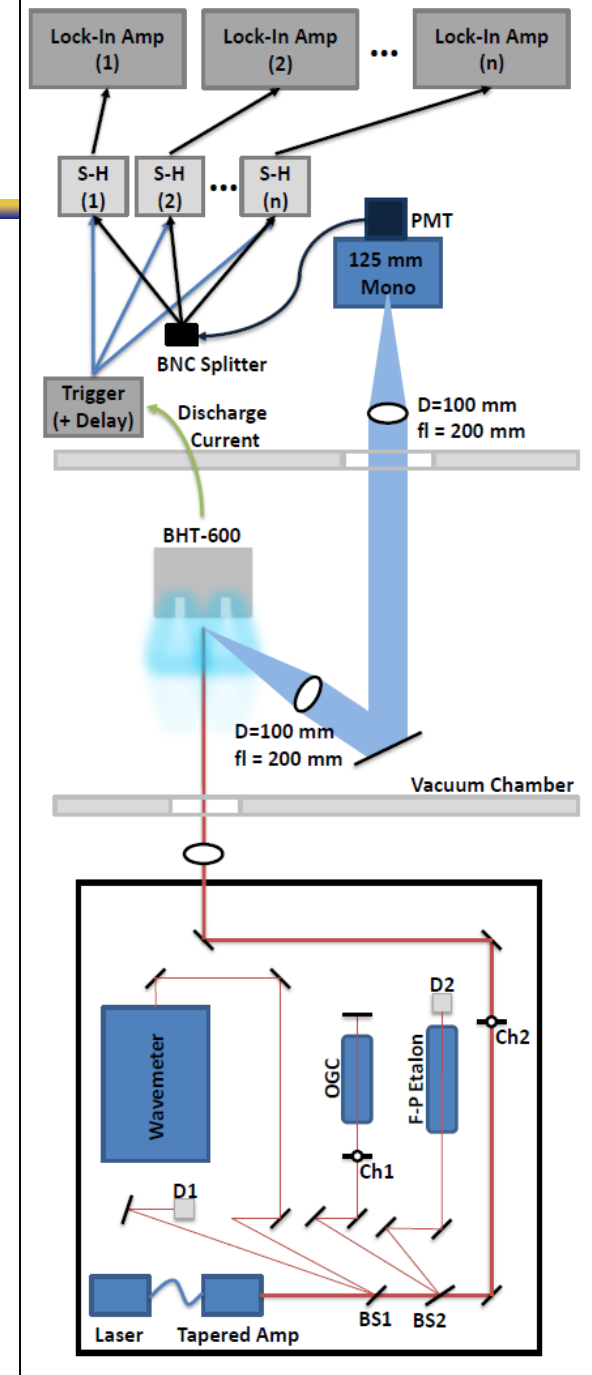 Lock-In Amp
(1)
Lock-In Amp
(2)
...
Lock-In Amp
(n)
S-H
(1)
S-H
(2)
...
S-H
(n)
PMT
125 mm
Mono
BNC Splitter
Trigger
(+ Delay)
Discharge
Current
D=100 mm
fl = 200 mm
BHT-600
D=100 mm
fl = 200 mm
Vacuum Chamber
Wavemeter
OGC
D2
F-P Etalon
Ch2
Ch1
D1
BS1
BS2
Laser
Tapered Amp